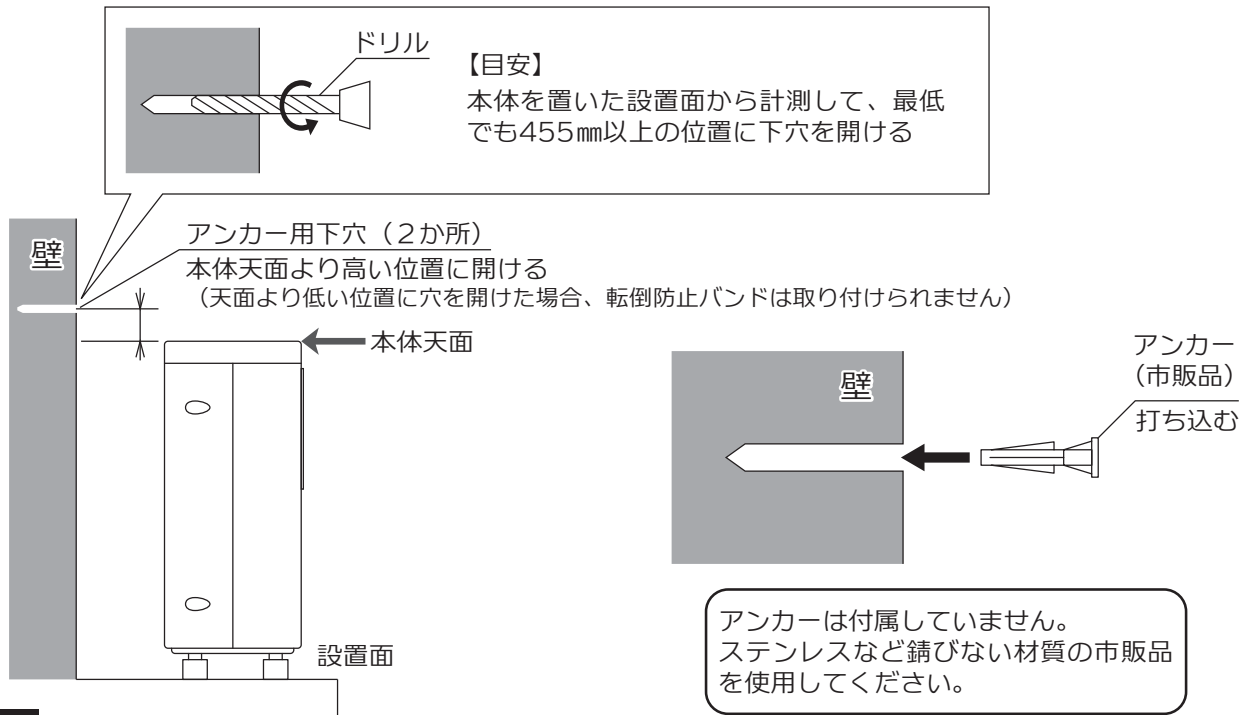 ドリル
【目安】
本体を置いた設置面から計測して、最低
でも455㎜以上の位置に下穴を開ける
壁
アンカー用下穴（２か所）
本体天面より高い位置に開ける
（天面より低い位置に穴を開けた場合、転倒防止バンドは取り付けられません）
本体天面
設置面
壁
アンカー
（市販品）
打ち込む
アンカーは付属していません。
ステンレスなど錆びない材質の市販品
を使用してください。